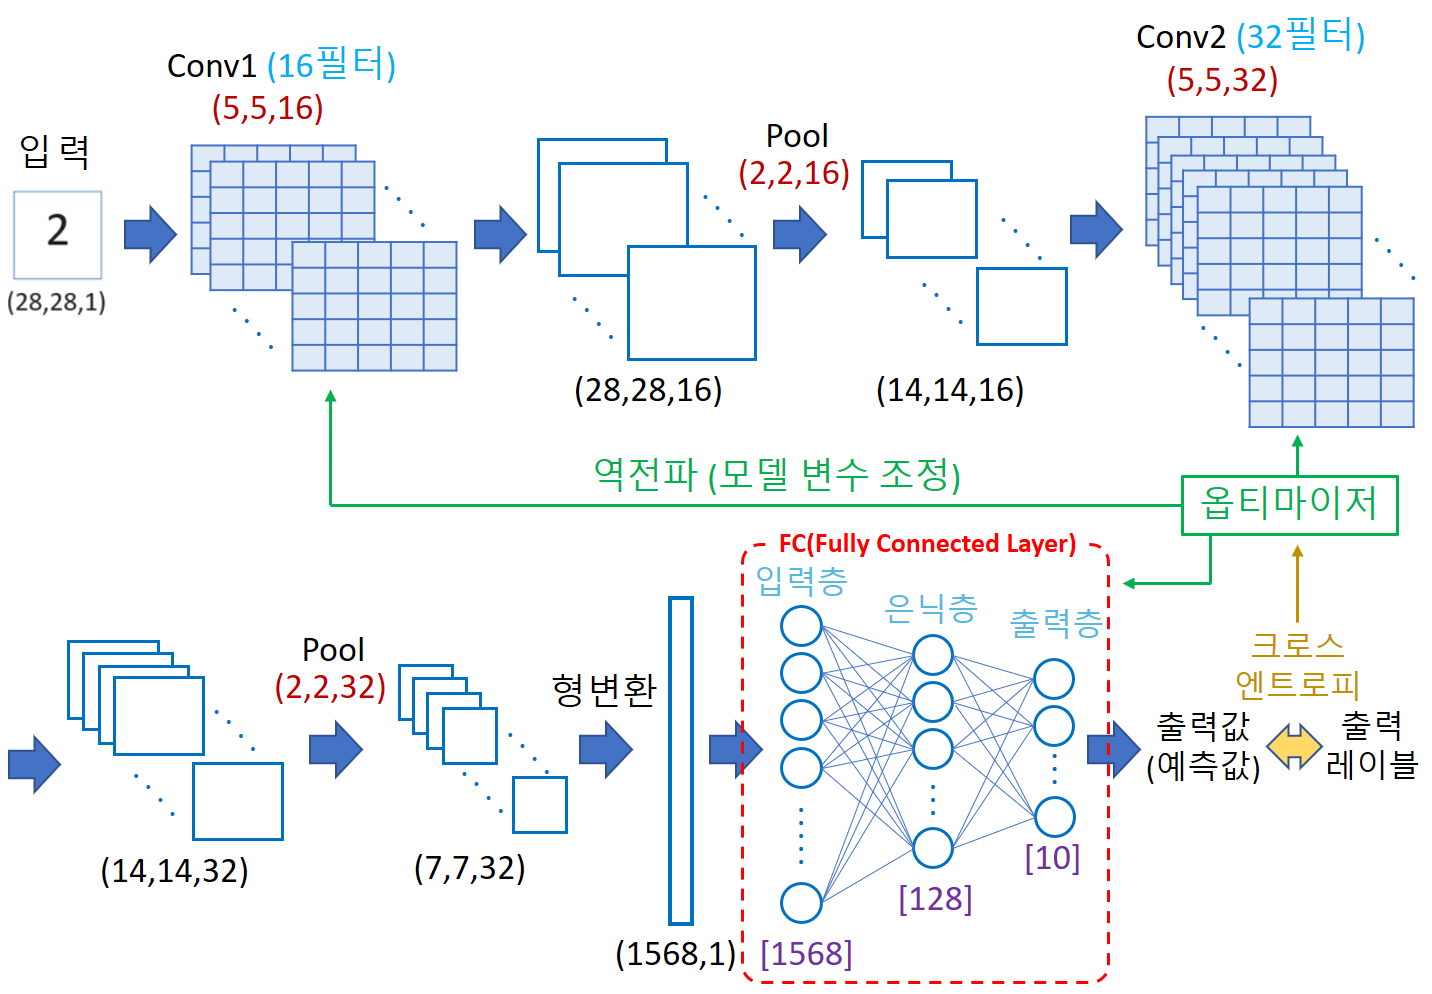 입력
2
(28,28,1)
Conv1 (16필터)
(5,5,16)
(28,28,16)
Pool
(2,2,16)
(14,14,16)
Conv2 (32필터)
(5,5,32)
역전파 (모델 변수 조정)
옵티마이저
(14,14,32)
Pool
(2,2,32)
(7,7,32)
형변환
(1568,1)
FC(Fully Connected Layer)
입력층
은닉층
출력층
[1568]
[128]
[10]
크로스
엔트로피
출력값
(예측값)
출력
레이블